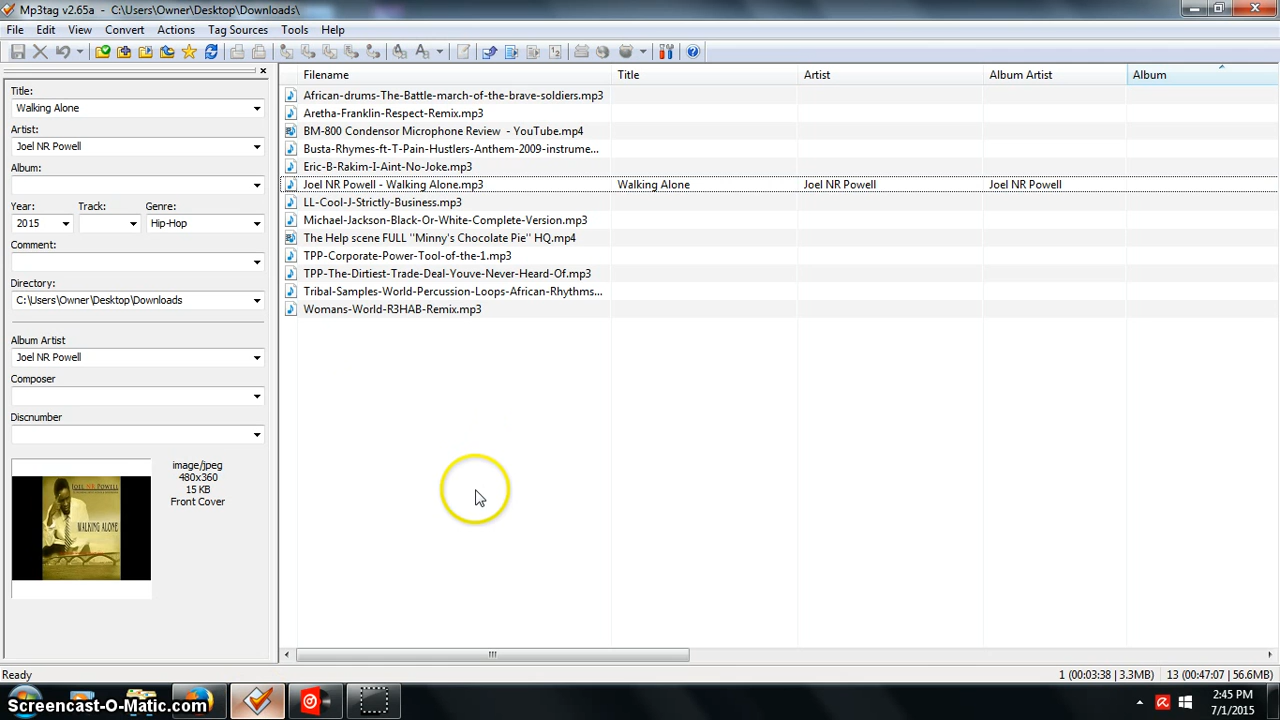 Mp3tag v2.65a - C:\Users\Owner\Desktop\Downloads\
File Edit View Convert Actions Tag Sources Tools Help
Title:
Walking Alone
Artist:
Joel NR Powell
Album:
Year: Track: Genre:
2015 Hip-Hop
Comment:
Directory:
C:\Users\Owner\Desktop\Downloads
Album Artist
Joel NR Powell
Composer
Discnumber
JOEL NR POWELL
WALKING ALONE
image/jpeg
480x360
15 KB
Front Cover
Filename Title Artist Album Artist Album
African-drums-The-Battle-march-of-the-brave-soldiers.mp3
Aretha-Franklin-Respect-Remix.mp3
BM-800 Condensor Microphone Review - YouTube.mp4
Busta-Rhymes-ft-T-Pain-Hustlers-Anthem-2009-instrume...
Eric-B-Rakim-I-Aint-No-Joke.mp3
Joel NR Powell - Walking Alone.mp3 Walking Alone Joel NR Powell Joel NR Powell
LL-Cool-J-Strictly-Business.mp3
Michael-Jackson-Black-Or-White-Complete-Version.mp3
The Help scene FULL ''Minny's Chocolate Pie'' HQ.mp4
TPP-Corporate-Power-Tool-of-the-1.mp3
TPP-The-Dirtiest-Trade-Deal-Youve-Never-Heard-Of.mp3
Tribal-Samples-World-Percussion-Loops-African-Rhythms...
Womans-World-R3HAB-Remix.mp3
Ready 1 (00:03:38 | 3.3MB) 13 (00:47:07 | 56.6MB)
Screencast-O-Matic.com
2:45 PM
7/1/2015